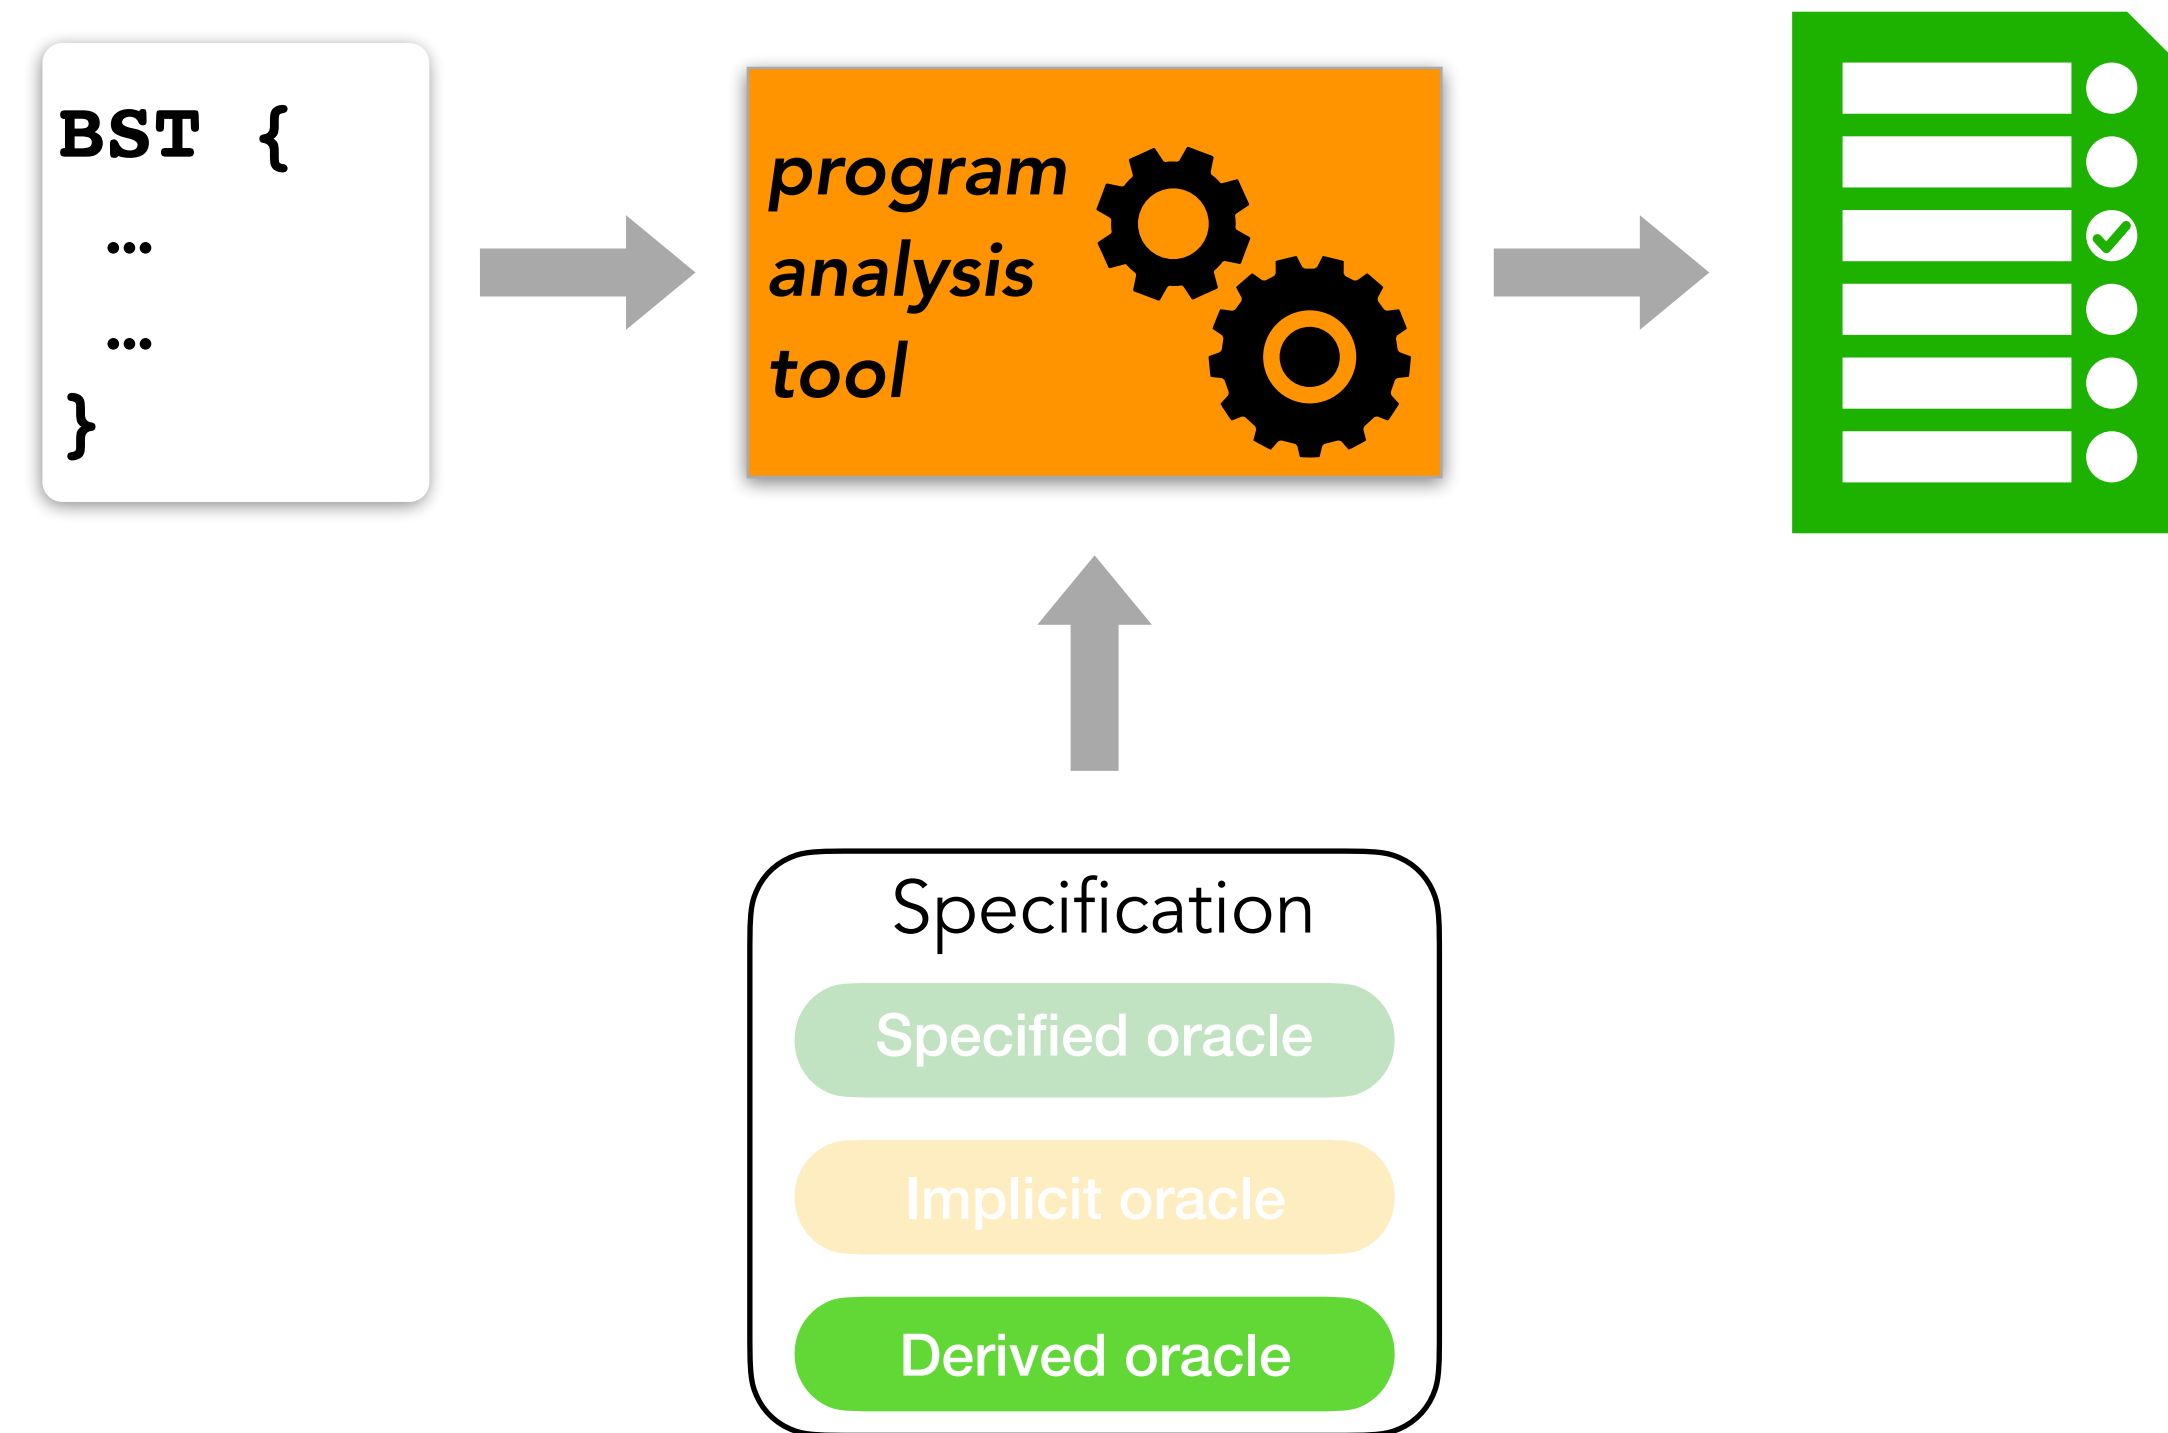 BST {
…
…
}
program
analysis
tool
Specification
Specified oracle
Implicit oracle
Derived oracle